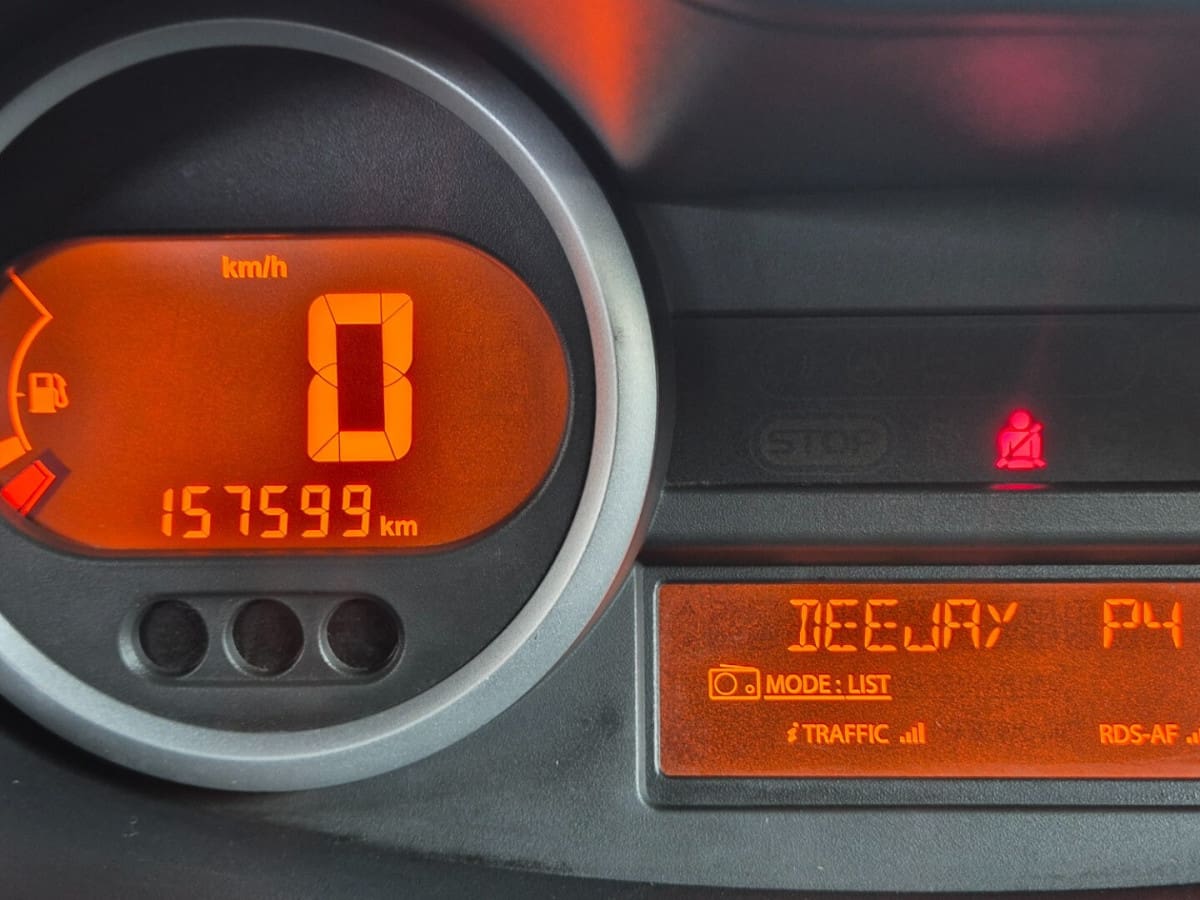 km/h
0
157599 km
STOP
DEEJAY P4
MODE : LIST
i TRAFFIC RDS-AF